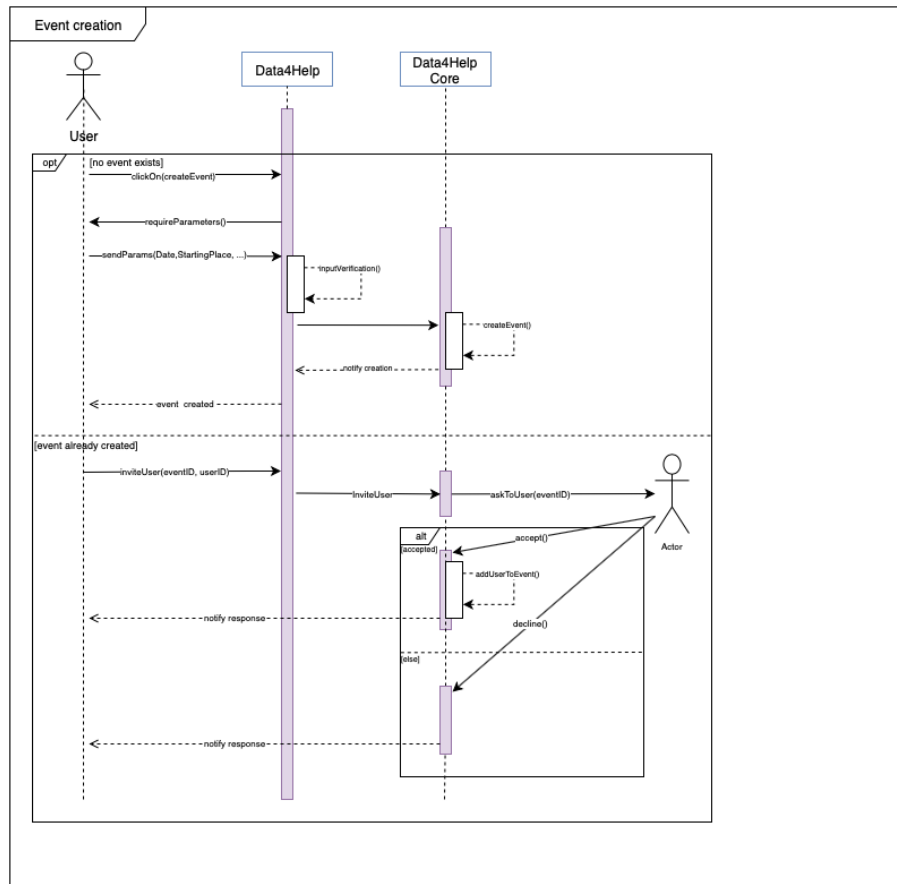 Event creation
Data4Help
Data4Help
Core
User
opt
[no event exists]
clickOn(createEvent)
requireParameters()
sendParams(Date,StartingPlace, ...)
inputVerification()
createEvent()
notify creation
event created
[event already created]
inviteUser(eventID, userID)
InviteUser
askToUser(eventID)
Actor
alt
[accepted]
accept()
addUserToEvent()
notify response
decline()
[else]
notify response